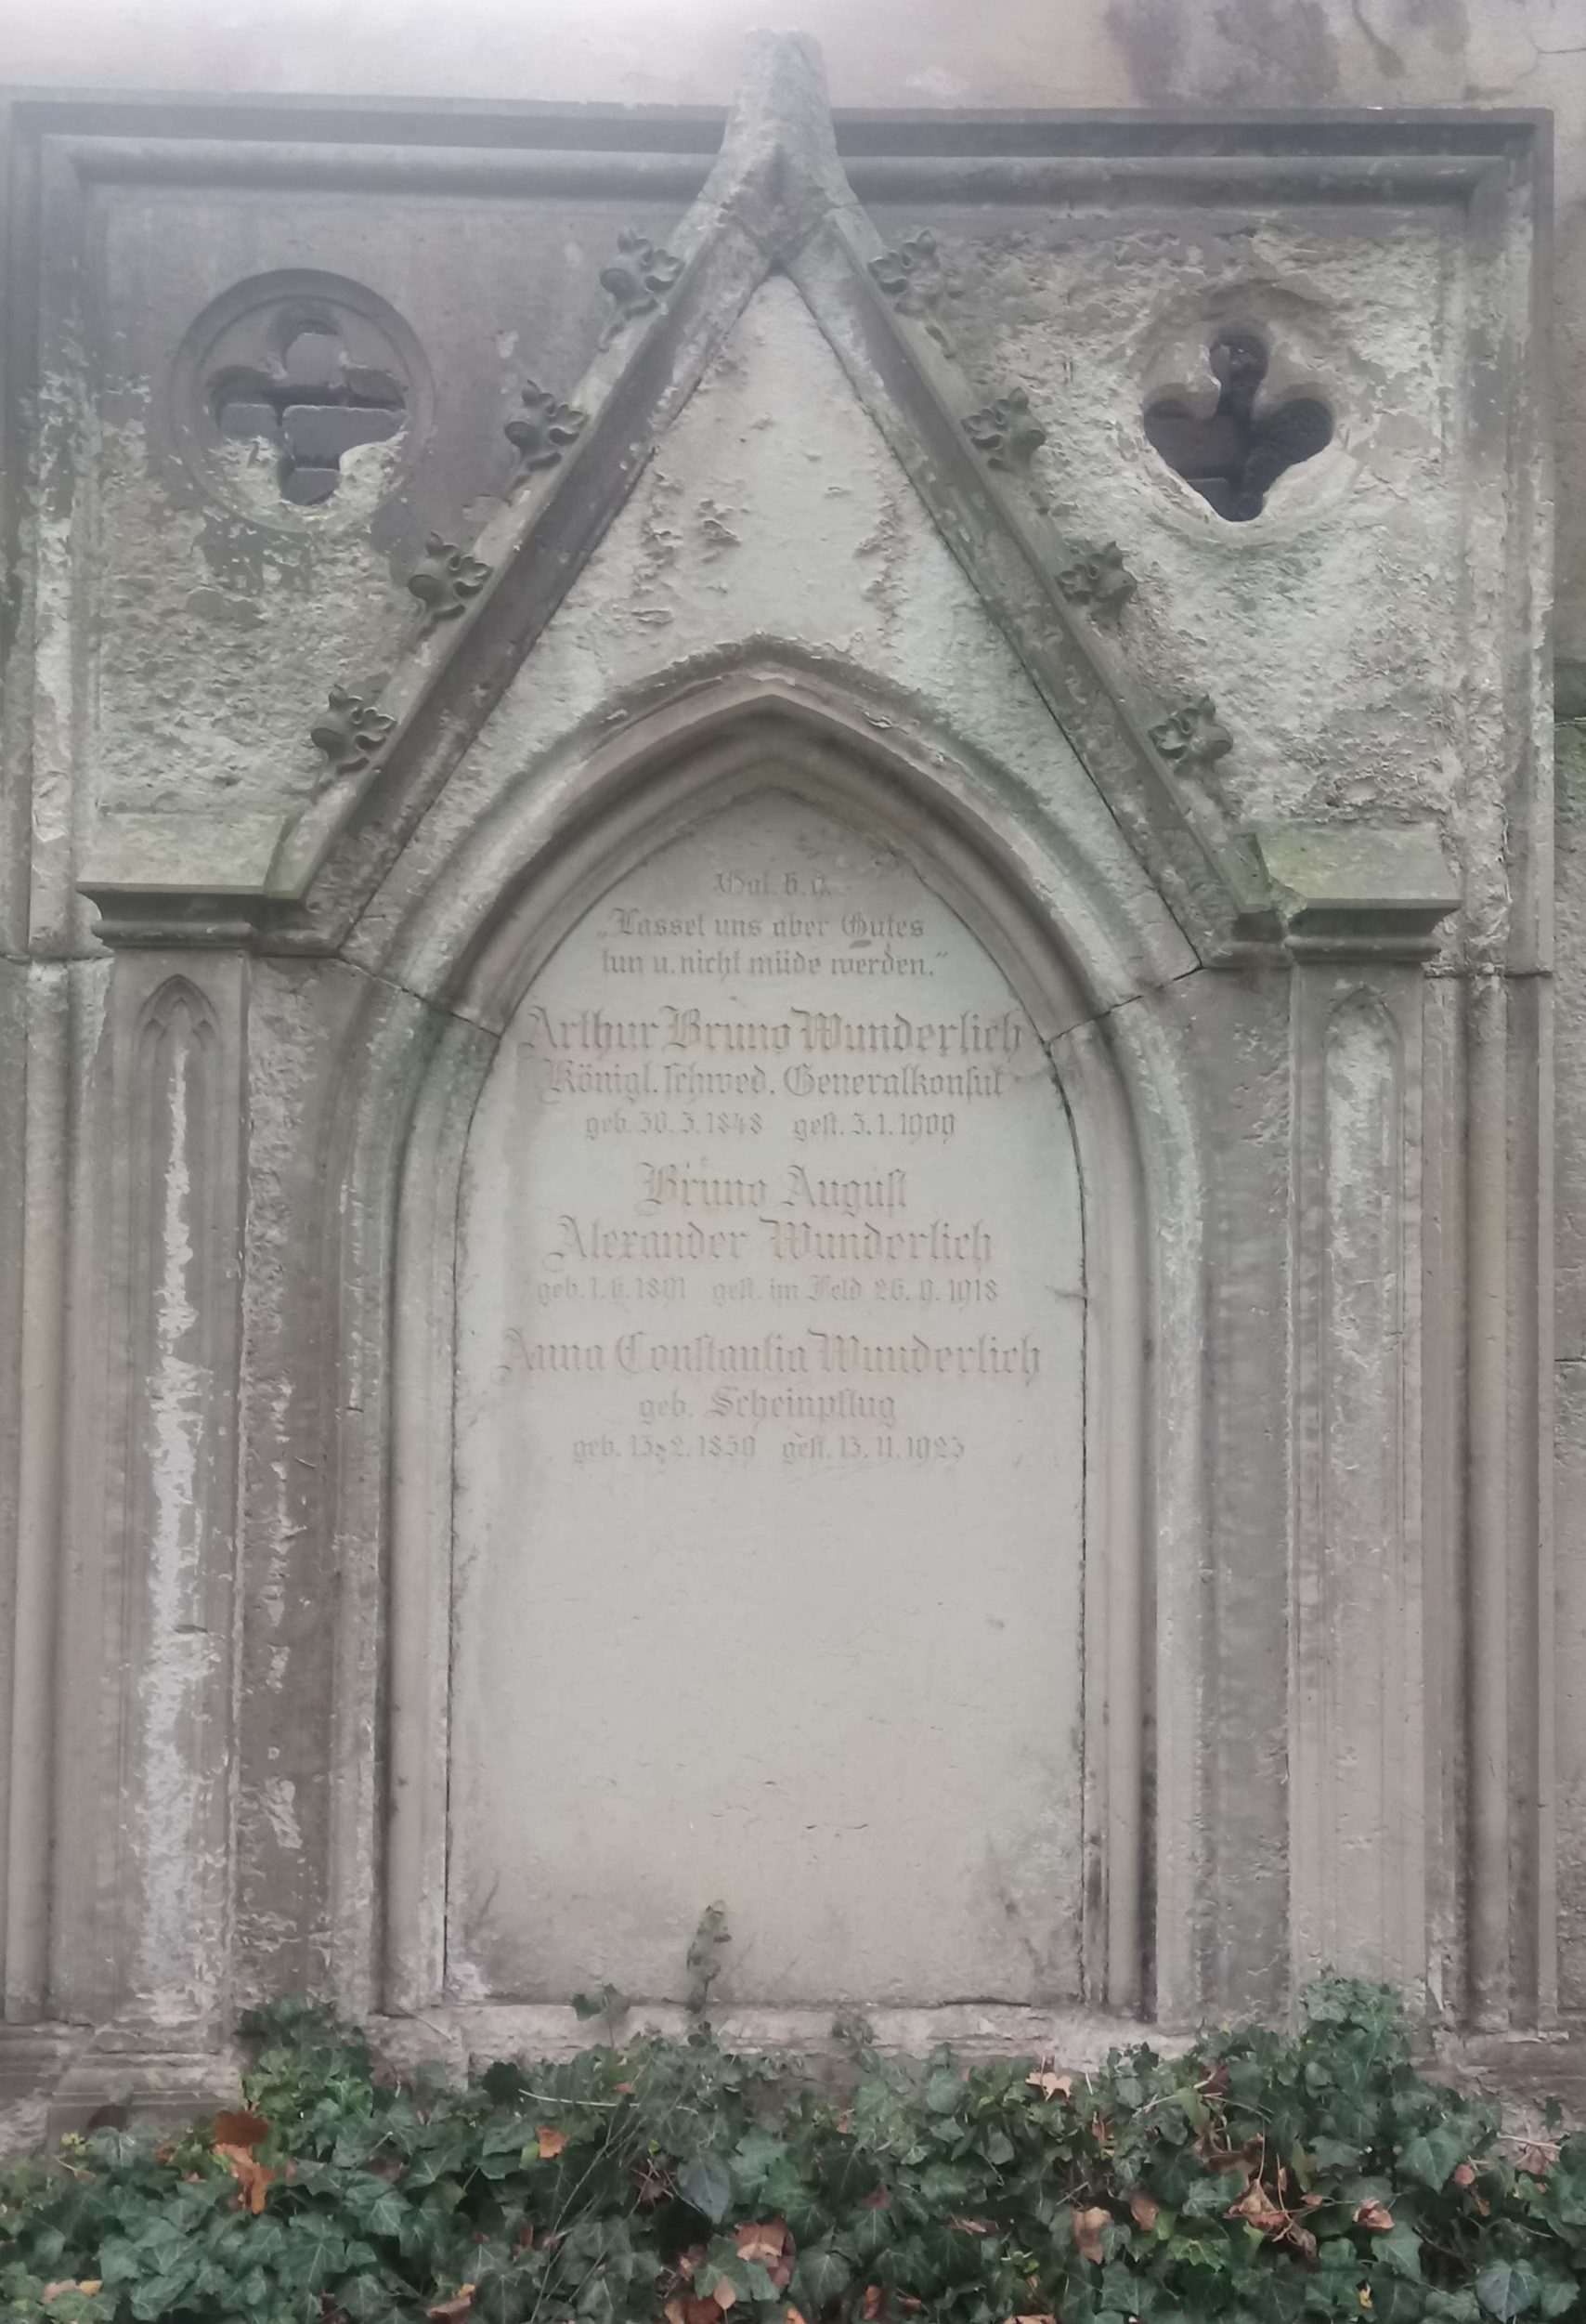 Gal. 6. 9.
„Lasset uns aber Gutes
tun u. nicht müde werden.“
Arthur Bruno Wunderlich
Königl. schwed. Generalkonsul
geb. 30. 3. 1848 gest. 3. 1. 1909
Bruno August
Alexander Wunderlich
geb. 1. 6. 1891 gest. im Feld 26. 9. 1918
Anna Constantia Wunderlich
geb. Scheinpflug
geb. 13. 2. 1859 gest. 13. 11. 1923